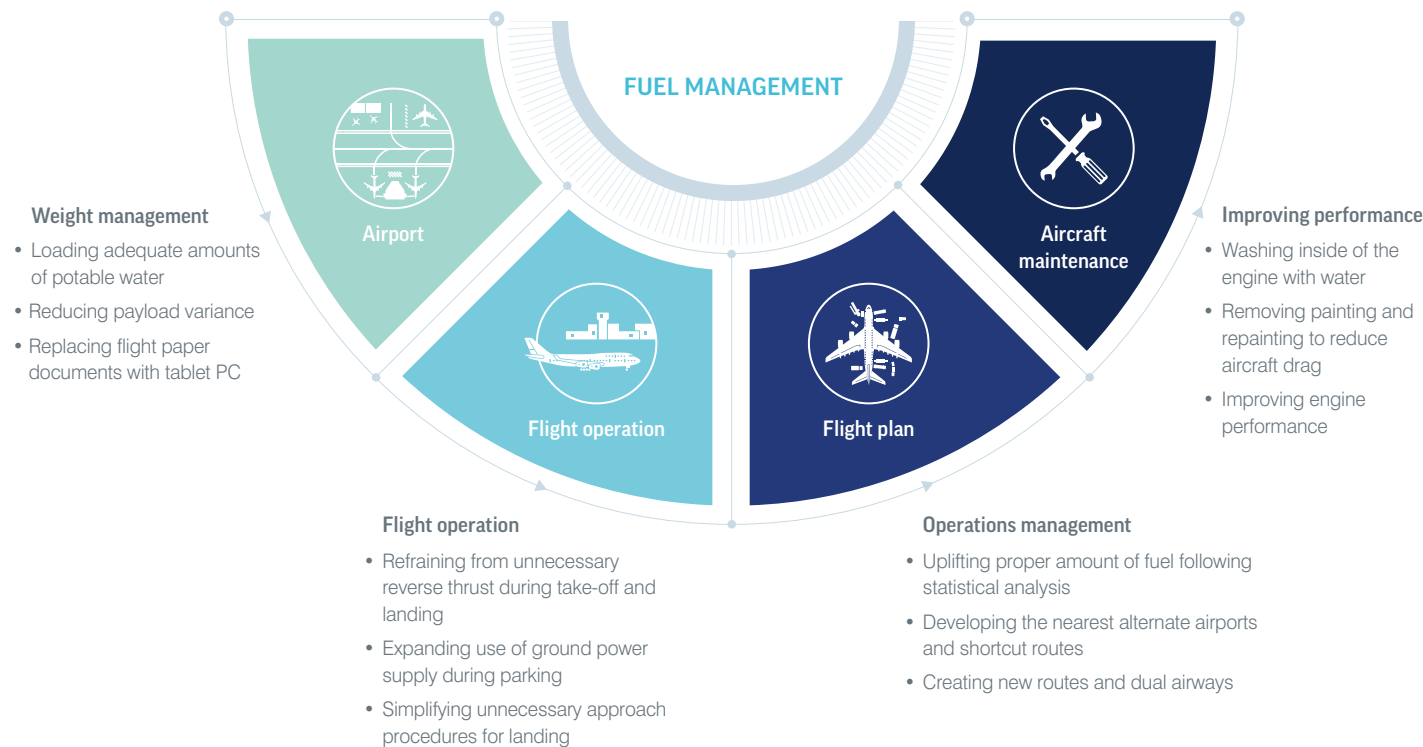 FUEL MANAGEMENT
Airport
Flight operation
Flight plan
Aircraft
maintenance
Weight management
• Loading adequate amounts
of potable water
• Reducing payload variance
• Replacing flight paper
documents with tablet PC
Flight operation
• Refraining from unnecessary
reverse thrust during take-off and
landing
• Expanding use of ground power
supply during parking
• Simplifying unnecessary approach
procedures for landing
Operations management
• Uplifting proper amount of fuel following
statistical analysis
• Developing the nearest alternate airports
and shortcut routes
• Creating new routes and dual airways
Improving performance
• Washing inside of the
engine with water
• Removing painting and
repainting to reduce
aircraft drag
• Improving engine
performance